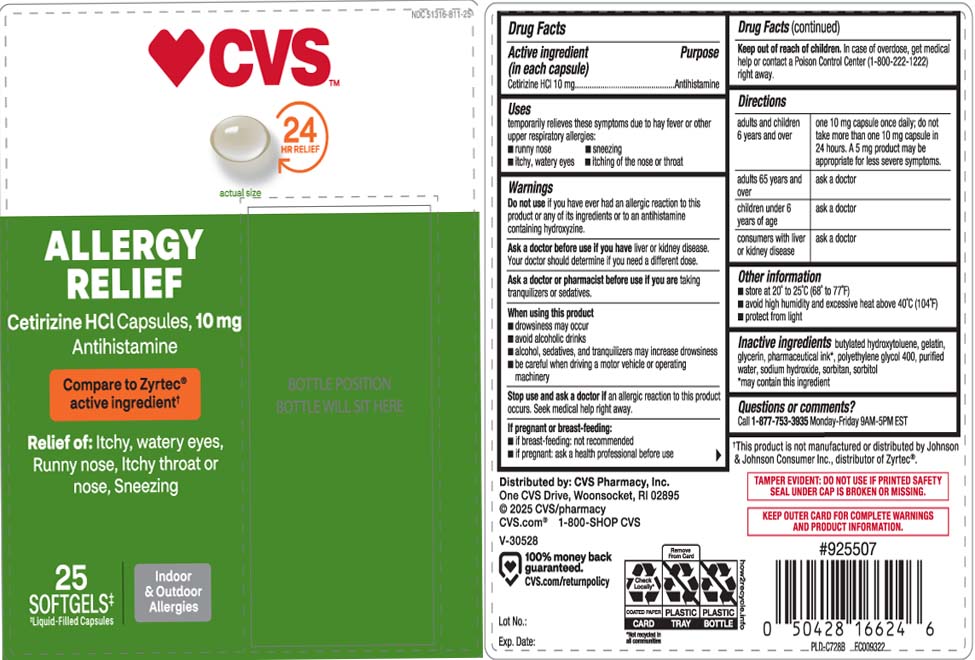 NDC 51316-811-25
CVS™
24
HR RELIEF
actual size
ALLERGY
RELIEF
Cetirizine HCl Capsules, 10 mg
Antihistamine
Compare to Zyrtec®
active ingredient†
Relief of: Itchy, watery eyes,
Runny nose, Itchy throat or
nose, Sneezing
25
SOFTGELS‡
‡Liquid-Filled Capsules
Indoor
& Outdoor
Allergies
BOTTLE POSITION
BOTTLE WILL SIT HERE
Drug Facts
Active ingredient Purpose
(in each capsule)
Cetirizine HCl 10 mg......Antihistamine
Uses
temporarily relieves these symptoms due to hay fever or other
upper respiratory allergies:
■ runny nose ■ sneezing
■ itchy, watery eyes ■ itching of the nose or throat
Warnings
Do not use if you have ever had an allergic reaction to this
product or any of its ingredients or to an antihistamine
containing hydroxyzine.
Ask a doctor before use if you have liver or kidney disease.
Your doctor should determine if you need a different dose.
Ask a doctor or pharmacist before use if you are taking
tranquilizers or sedatives.
When using this product
■ drowsiness may occur
■ avoid alcoholic drinks
■ alcohol, sedatives, and tranquilizers may increase drowsiness
■ be careful when driving a motor vehicle or operating
machinery
Stop use and ask a doctor if an allergic reaction to this product
occurs. Seek medical help right away.
If pregnant or breast-feeding:
■ if breast-feeding: not recommended
■ if pregnant: ask a health professional before use
Distributed by: CVS Pharmacy, Inc.
One CVS Drive, Woonsocket, RI 02895
© 2025 CVS/pharmacy
CVS.com® 1-800-SHOP CVS
V-30528
100% money back
guaranteed.
CVS.com/returnpolicy
Lot No.:
Exp. Date:
Remove
From Card
Check
Locally*
COATED PAPER PLASTIC PLASTIC
CARD TRAY BOTTLE
*Not recycled in
all communities
how2recycle.info
Drug Facts (continued)
Keep out of reach of children. In case of overdose, get medical
help or contact a Poison Control Center (1-800-222-1222)
right away.
Directions
adults and children one 10 mg capsule once daily; do not
6 years and over take more than one 10 mg capsule in
24 hours. A 5 mg product may be
appropriate for less severe symptoms.
adults 65 years and ask a doctor
over
children under 6 ask a doctor
years of age
consumers with liver ask a doctor
or kidney disease
Other information
■ store at 20˚ to 25˚C (68˚ to 77˚F)
■ avoid high humidity and excessive heat above 40˚C (104˚F)
■ protect from light
Inactive ingredients butylated hydroxytoluene, gelatin,
glycerin, pharmaceutical ink*, polyethylene glycol 400, purified
water, sodium hydroxide, sorbitan, sorbitol
*may contain this ingredient
Questions or comments?
Call 1-877-753-3935 Monday-Friday 9AM-5PM EST
†This product is not manufactured or distributed by Johnson
& Johnson Consumer Inc., distributor of Zyrtec®.
TAMPER EVIDENT: DO NOT USE IF PRINTED SAFETY
SEAL UNDER CAP IS BROKEN OR MISSING.
KEEP OUTER CARD FOR COMPLETE WARNINGS
AND PRODUCT INFORMATION.
#925507
0 50428 16624 6
PLD-C728B FC009322